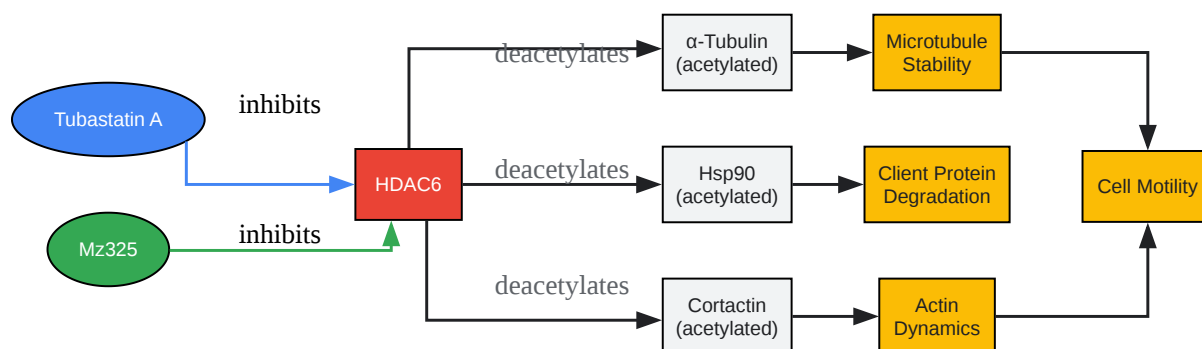 Tubastatin A
inhibits
Mz325
inhibits
HDAC6
deacetylates
α-Tubulin
(acetylated)
Microtubule
Stability
deacetylates
Hsp90
(acetylated)
Client Protein
Degradation
Cell Motility
deacetylates
Cortactin
(acetylated)
Actin
Dynamics